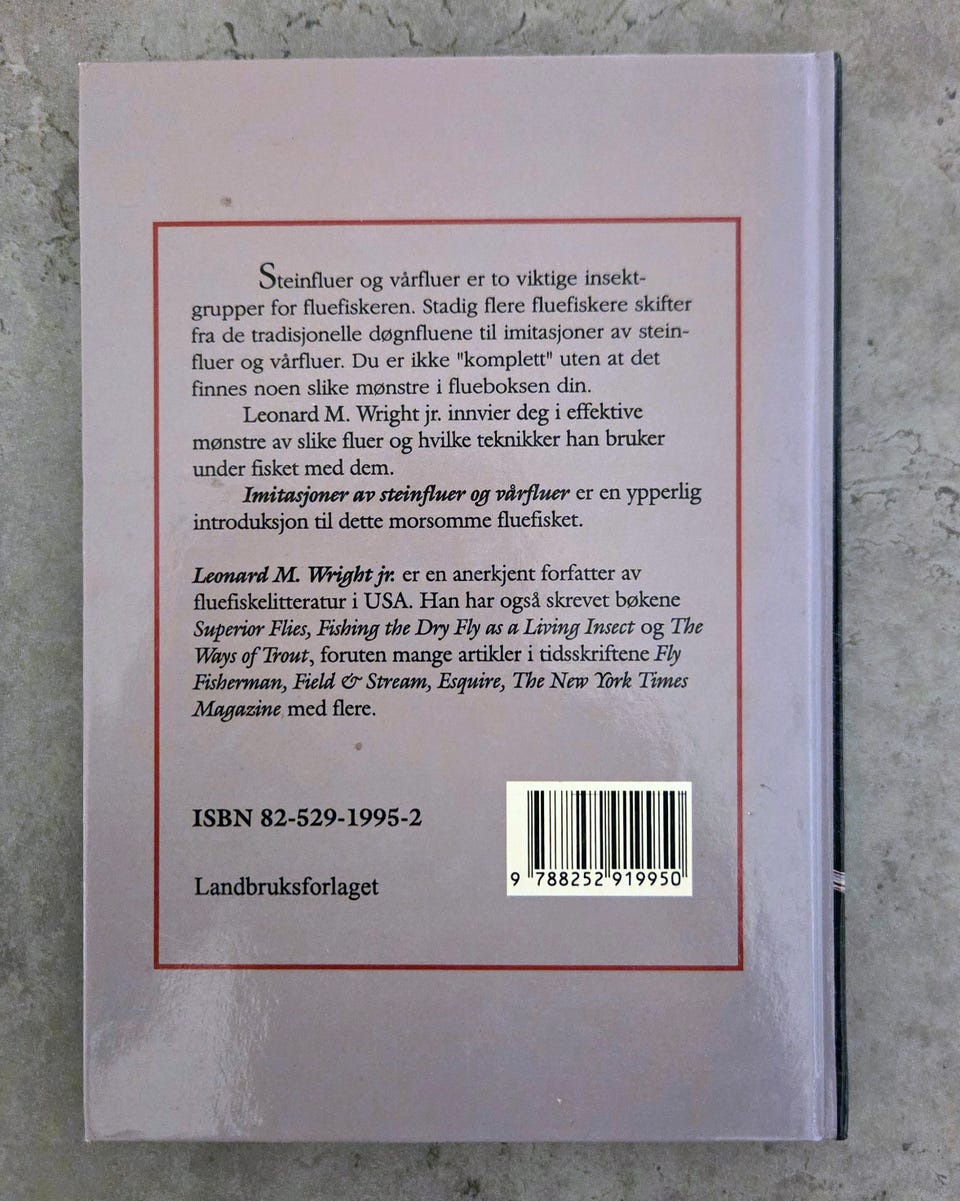 Steinfluer og vårfluer er to viktige insekt-
grupper for fluefiskeren. Stadig flere fluefiskere skifter
fra de tradisjonelle døgnfluene til imitasjoner av stein-
fluer og vårfluer. Du er ikke "komplett" uten at det
finnes noen slike mønstre i flueboksen din.
Leonard M. Wright jr. innvier deg i effektive
mønstre av slike fluer og hvilke teknikker han bruker
under fisket med dem.
Imitasjoner av steinfluer og vårfluer er en ypperlig
introduksjon til dette morsomme fluefisket.
Leonard M. Wright jr. er en anerkjent forfatter av
fluefiskelitteratur i USA. Han har også skrevet bøkene
Superior Flies, Fishing the Dry Fly as a Living Insect og The
Ways of Trout, foruten mange artikler i tidsskriftene Fly
Fisherman, Field & Stream, Esquire, The New York Times
Magazine med flere.
ISBN 82-529-1995-2
Landbruksforlaget
9 788252 919950